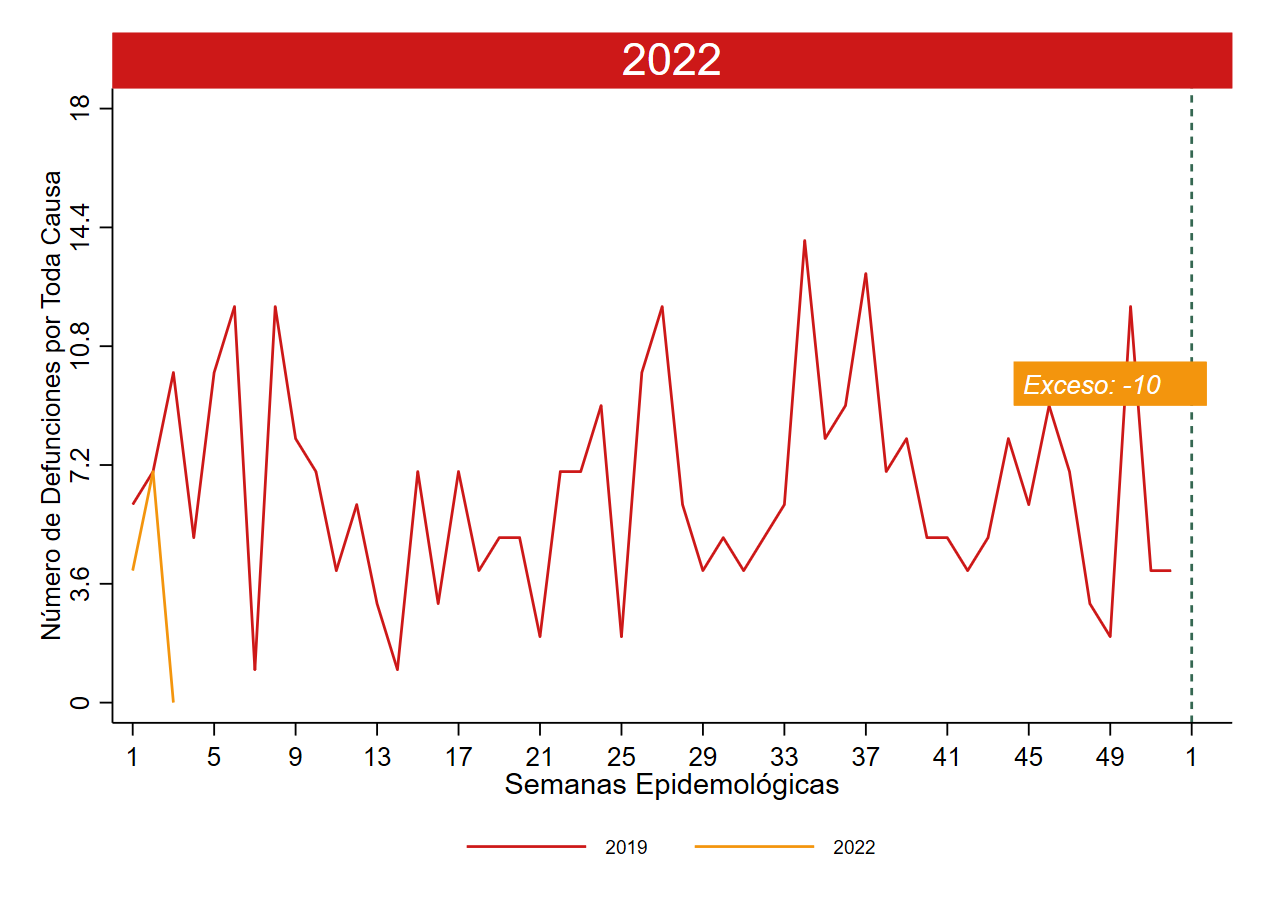 2022
Número de Defunciones por Toda Causa
18
14.4
10.8
7.2
3.6
0
Exceso: -10
1 5 9 13 17 21 25 29 33 37 41 45 49 1
Semanas Epidemológicas
2019 2022